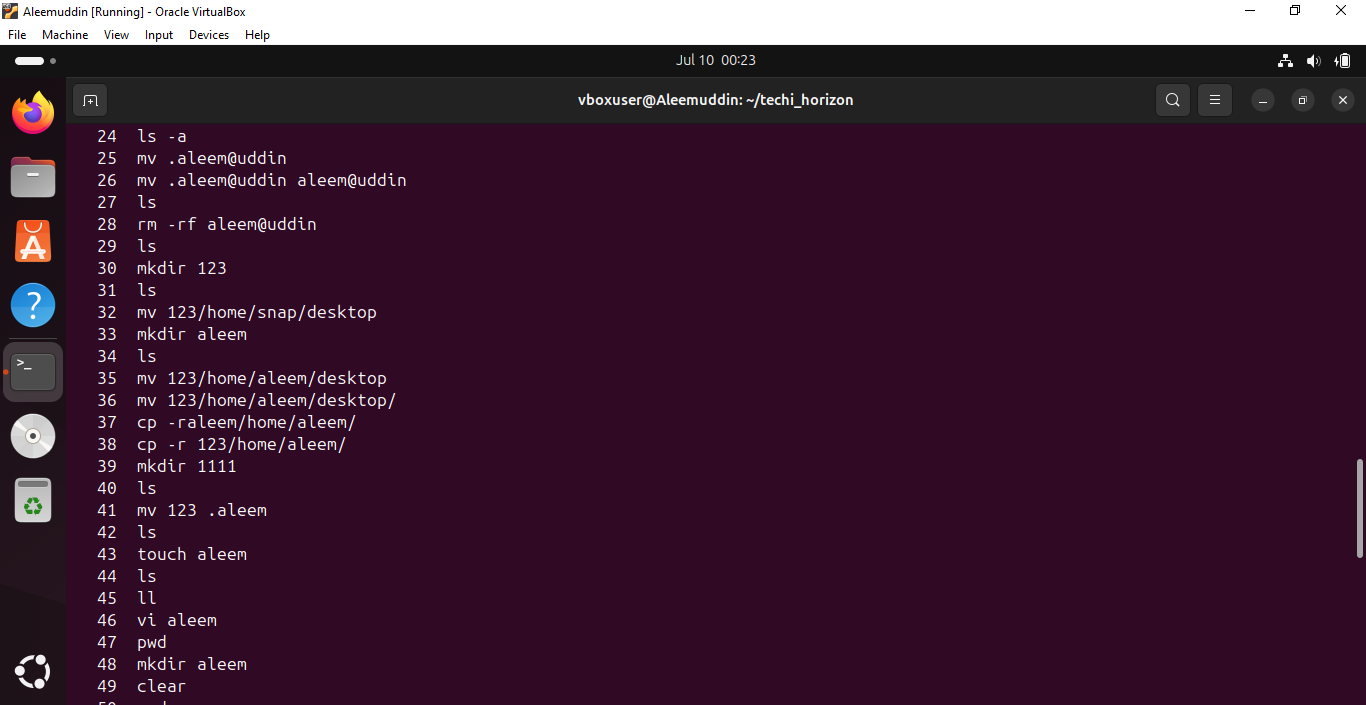 Aleemuddin [Running] - Oracle VirtualBox
File Machine View Input Devices Help
Jul 10 00:23
vboxuser@Aleemuddin: ~/techi_horizon
24 ls -a
25 mv .aleem@uddin
26 mv .aleem@uddin aleem@uddin
27 ls
28 rm -rf aleem@uddin
29 ls
30 mkdir 123
31 ls
32 mv 123/home/snap/desktop
33 mkdir aleem
34 ls
35 mv 123/home/aleem/desktop
36 mv 123/home/aleem/desktop/
37 cp -raleem/home/aleem/
38 cp -r 123/home/aleem/
39 mkdir 1111
40 ls
41 mv 123 .aleem
42 ls
43 touch aleem
44 ls
45 ll
46 vi aleem
47 pwd
48 mkdir aleem
49 clear